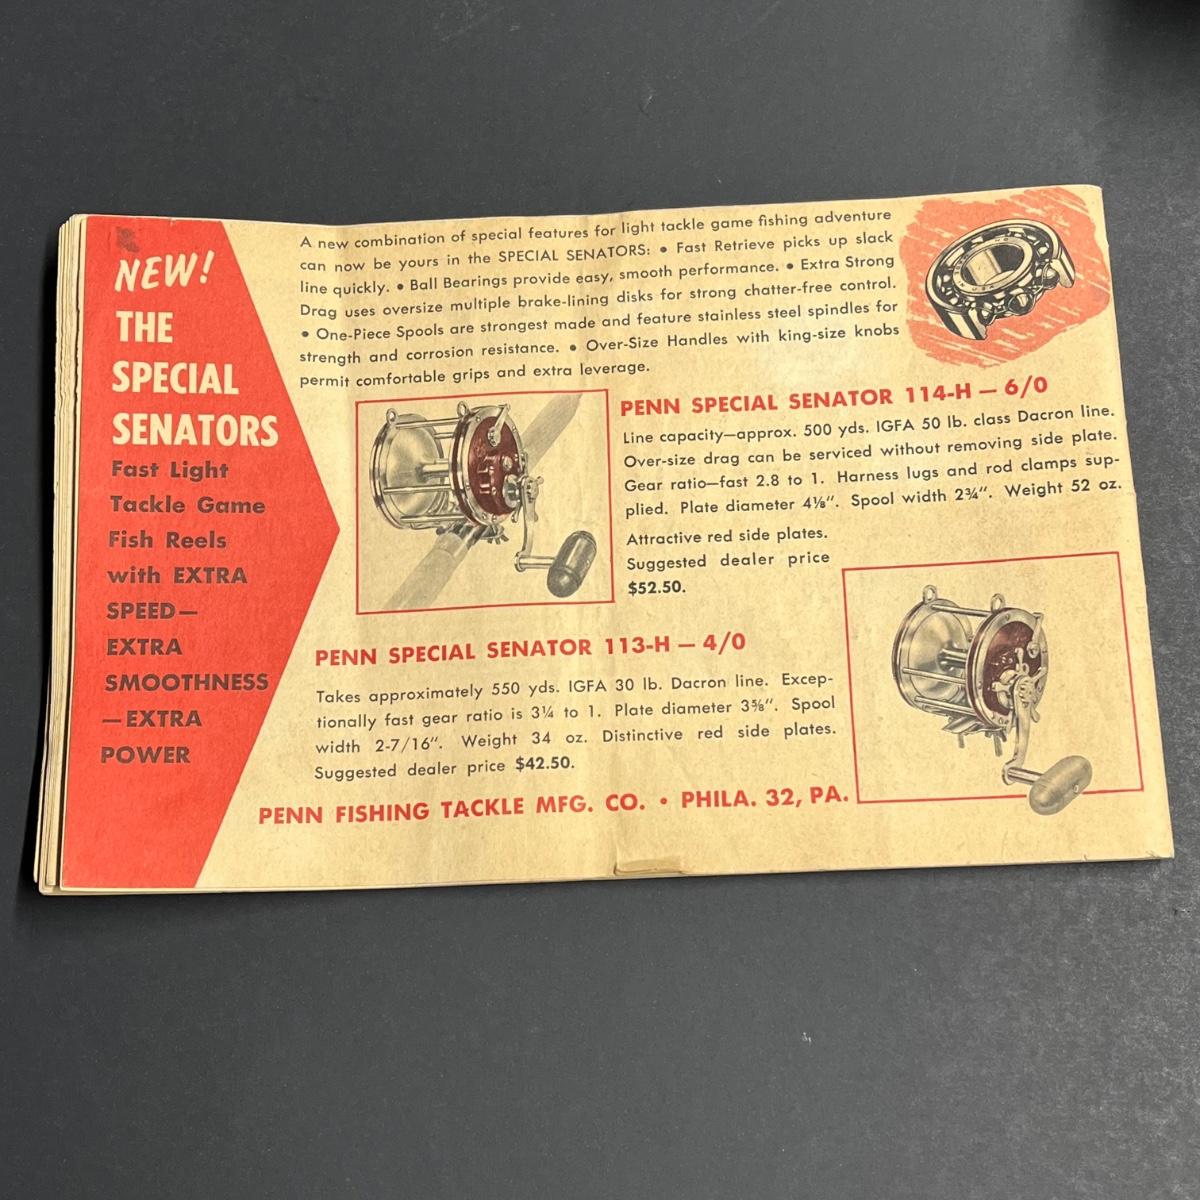 NEW!
THE
SPECIAL
SENATORS
Fast Light
Tackle Game
Fish Reels
with EXTRA
SPEED—
EXTRA
SMOOTHNESS
—EXTRA
POWER
A new combination of special features for light tackle game fishing adventure
can now be yours in the SPECIAL SENATORS: • Fast Retrieve picks up slack
line quickly. • Ball Bearings provide easy, smooth performance. • Extra Strong
Drag uses oversize multiple brake-lining disks for strong chatter-free control.
• One-Piece Spools are strongest made and feature stainless steel spindles for
strength and corrosion resistance. • Over-Size Handles with king-size knobs
permit comfortable grips and extra leverage.
PENN SPECIAL SENATOR 114-H — 6/0
Line capacity—approx. 500 yds. IGFA 50 lb. class Dacron line.
Over-size drag can be serviced without removing side plate.
Gear ratio—fast 2.8 to 1. Harness lugs and rod clamps sup-
plied. Plate diameter 4⅛". Spool width 2¾". Weight 52 oz.
Attractive red side plates.
Suggested dealer price
$52.50.
PENN SPECIAL SENATOR 113-H — 4/0
Takes approximately 550 yds. IGFA 30 lb. Dacron line. Excep-
tionally fast gear ratio is 3¼ to 1. Plate diameter 3⅝". Spool
width 2-7/16". Weight 34 oz. Distinctive red side plates.
Suggested dealer price $42.50.
PENN FISHING TACKLE MFG. CO. • PHILA. 32, PA.